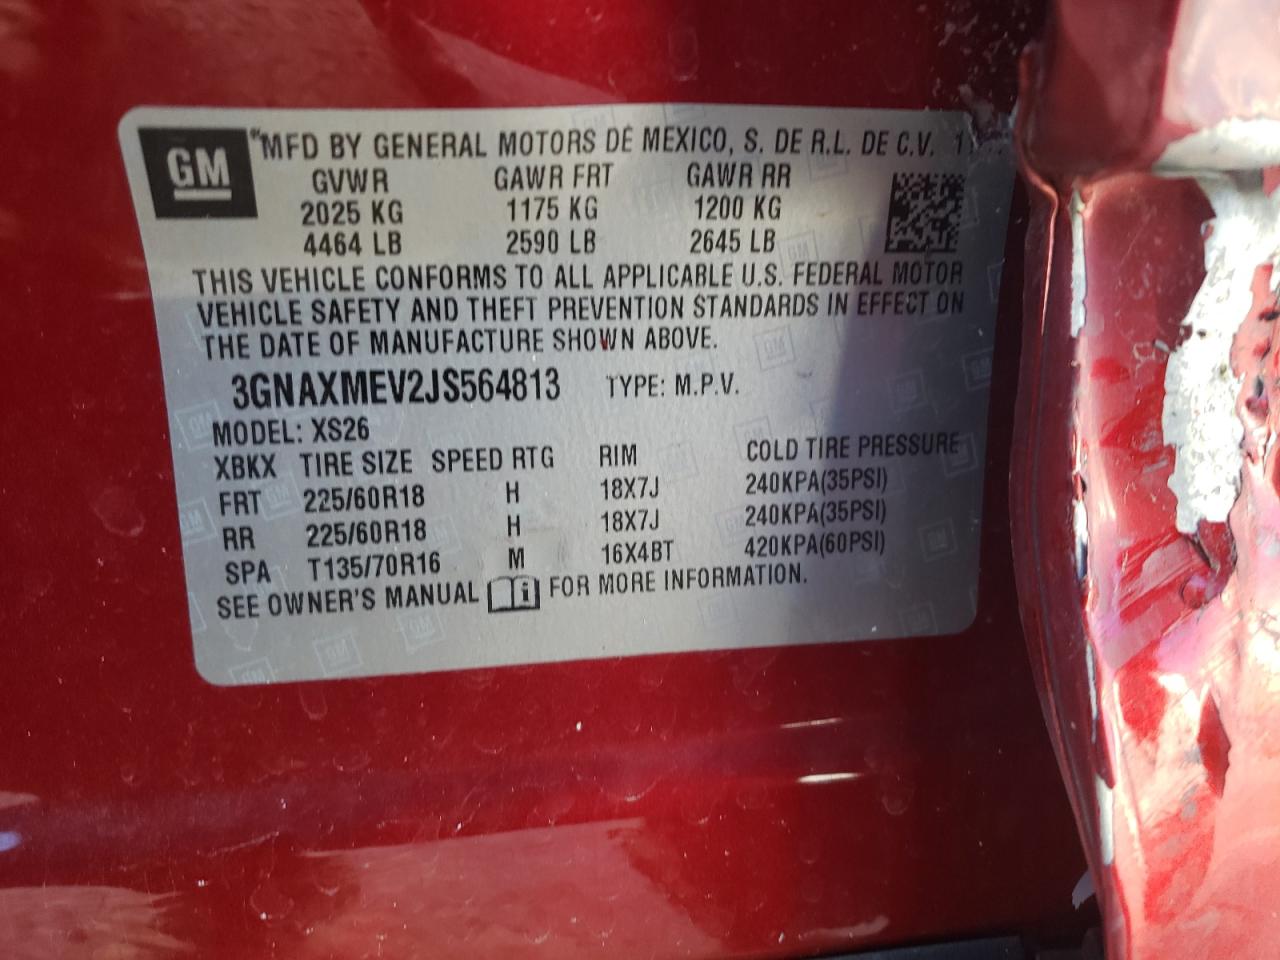 GM
MFD BY GENERAL MOTORS DE MEXICO, S. DE R.L. DE C.V.
GVWR GAWR FRT GAWR RR
2025 KG 1175 KG 1200 KG
4464 LB 2590 LB 2645 LB
THIS VEHICLE CONFORMS TO ALL APPLICABLE U.S. FEDERAL MOTOR
VEHICLE SAFETY AND THEFT PREVENTION STANDARDS IN EFFECT ON
THE DATE OF MANUFACTURE SHOWN ABOVE.
3GNAXMEV2JS564813 TYPE: M.P.V.
MODEL: XS26
XBKX TIRE SIZE SPEED RTG RIM COLD TIRE PRESSURE
FRT 225/60R18 H 18X7J 240KPA(35PSI)
RR 225/60R18 H 18X7J 240KPA(35PSI)
SPA T135/70R16 M 16X4BT 420KPA(60PSI)
SEE OWNER'S MANUAL i FOR MORE INFORMATION.